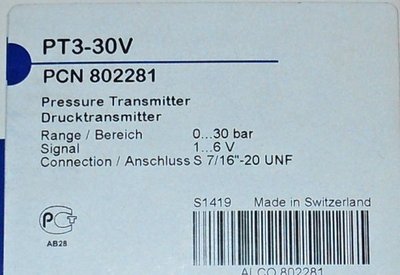 PT3-30V
PCN 802281
Pressure Transmitter
Drucktransmitter
Range / Bereich 0...30 bar
Signal 1...6 V
Connection / Anschluss S 7/16"-20 UNF
S1419 Made in Switzerland
AB28
ALCO 802281